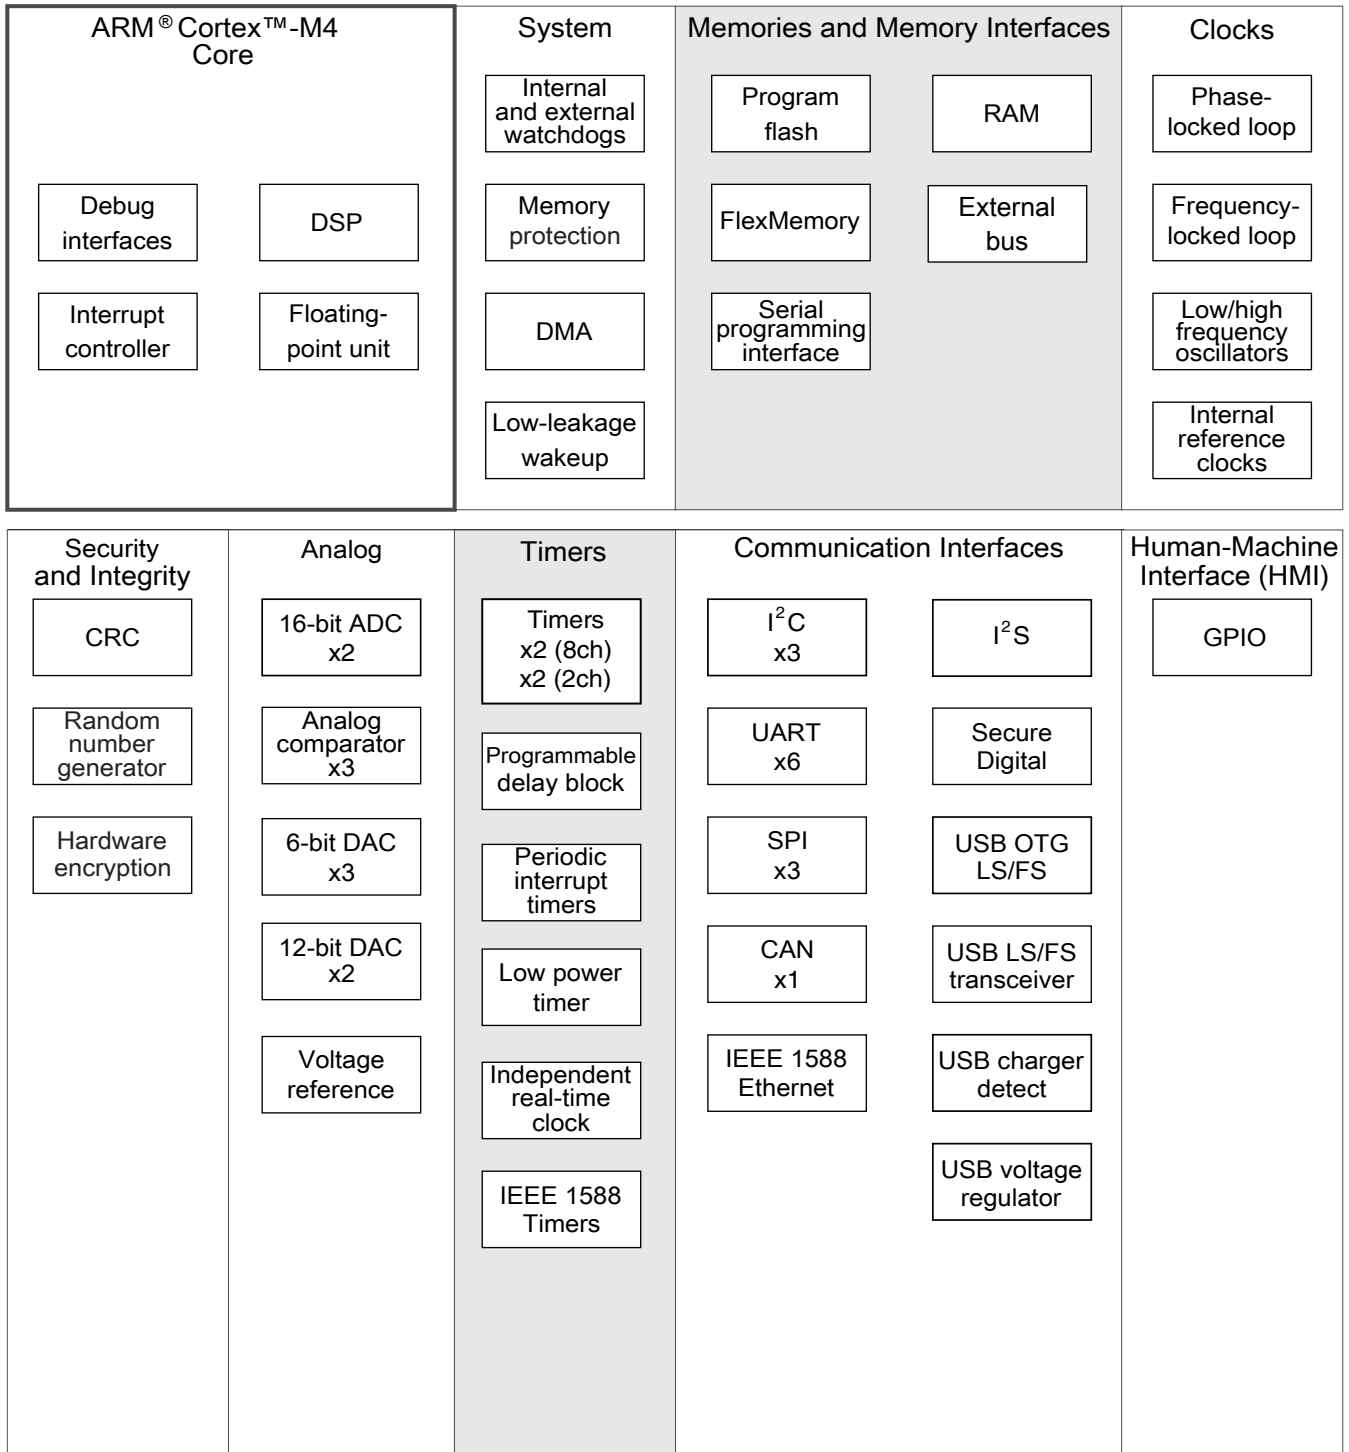 ARM® Cortex™-M4
Core
Debug
interfaces
DSP
Interrupt
controller
Floating-
point unit
System
Internal
and external
watchdogs
Memory
protection
DMA
Low-leakage
wakeup
Memories and Memory Interfaces
Program
flash
RAM
FlexMemory
External
bus
Serial
programming
interface
Clocks
Phase-
locked loop
Frequency-
locked loop
Low/high
frequency
oscillators
Internal
reference
clocks
Security
and Integrity
CRC
Random
number
generator
Hardware
encryption
Analog
16-bit ADC
x2
Analog
comparator
x3
6-bit DAC
x3
12-bit DAC
x2
Voltage
reference
Timers
Timers
x2 (8ch)
x2 (2ch)
Programmable
delay block
Periodic
interrupt
timers
Low power
timer
Independent
real-time
clock
IEEE 1588
Timers
Communication Interfaces
I²C
x3
I²S
UART
x6
Secure
Digital
SPI
x3
USB OTG
LS/FS
CAN
x1
USB LS/FS
transceiver
IEEE 1588
Ethernet
USB charger
detect
USB voltage
regulator
Human-Machine
Interface (HMI)
GPIO